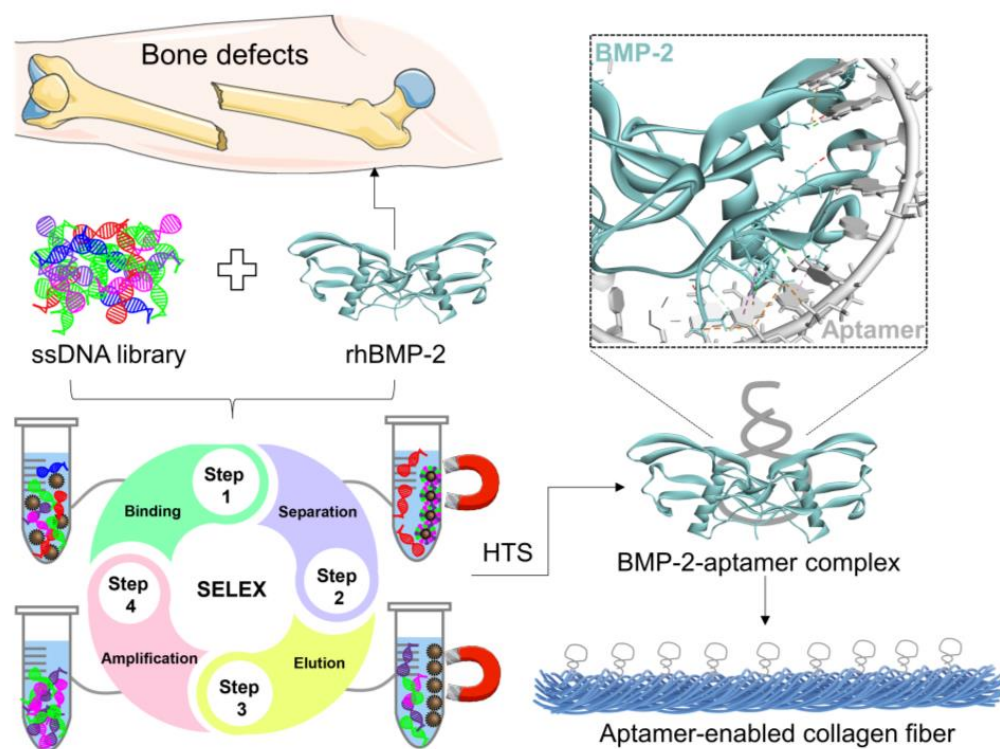 Bone defects
ssDNA library
rhBMP-2
Step
1
Binding
Separation
Step
4
SELEX
Step
2
Amplification
Elution
Step
3
HTS
BMP-2
Aptamer
BMP-2-aptamer complex
Aptamer-enabled collagen fiber